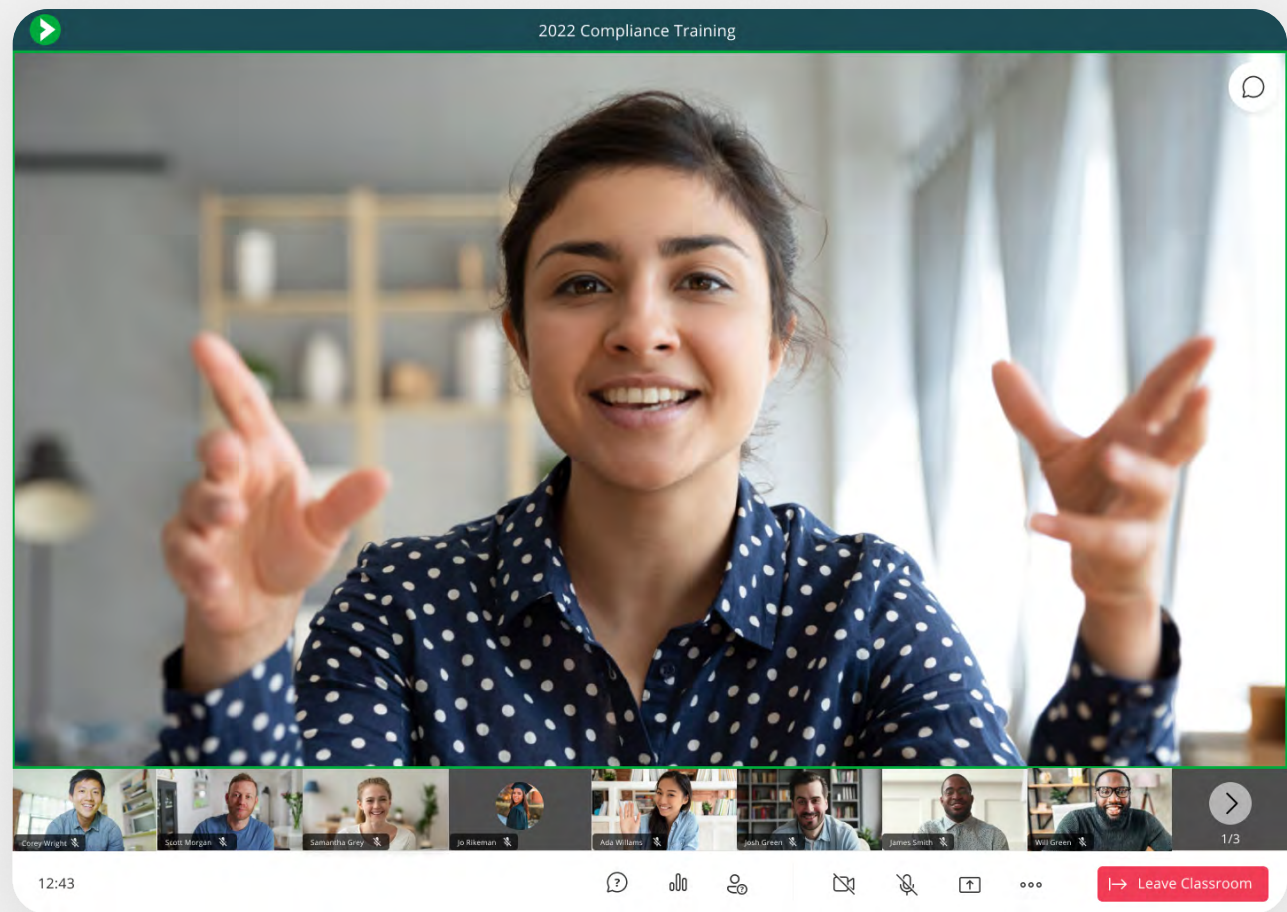 2022 Compliance Training
Corey Wright
Scott Morgan
Samantha Grey
Jo Rikeman
Ada Willams
Josh Green
James Smith
Will Green
1/3
12:43
Leave Classroom